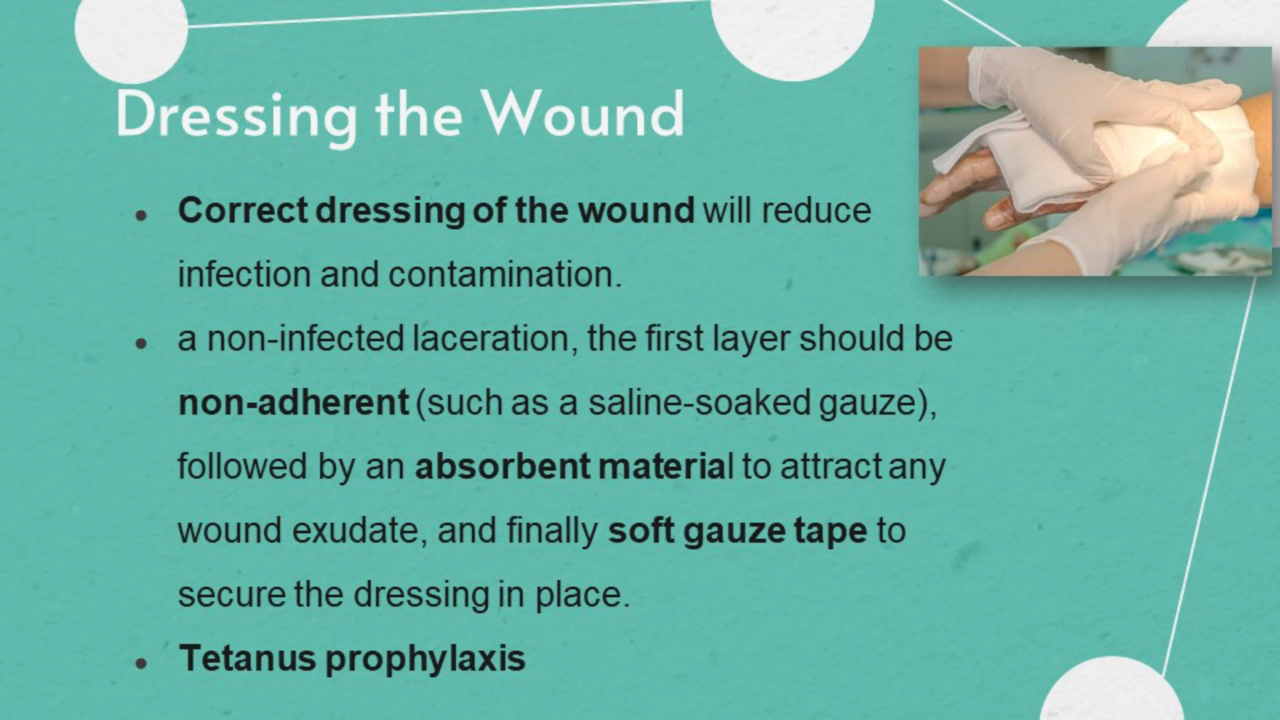 Dressing the Wound
Correct dressing of the wound will reduce
infection and contamination.
a non-infected laceration, the first layer should be
non-adherent (such as a saline-soaked gauze),
followed by an absorbent material to attract any
wound exudate, and finally soft gauze tape to
secure the dressing in place.
Tetanus prophylaxis